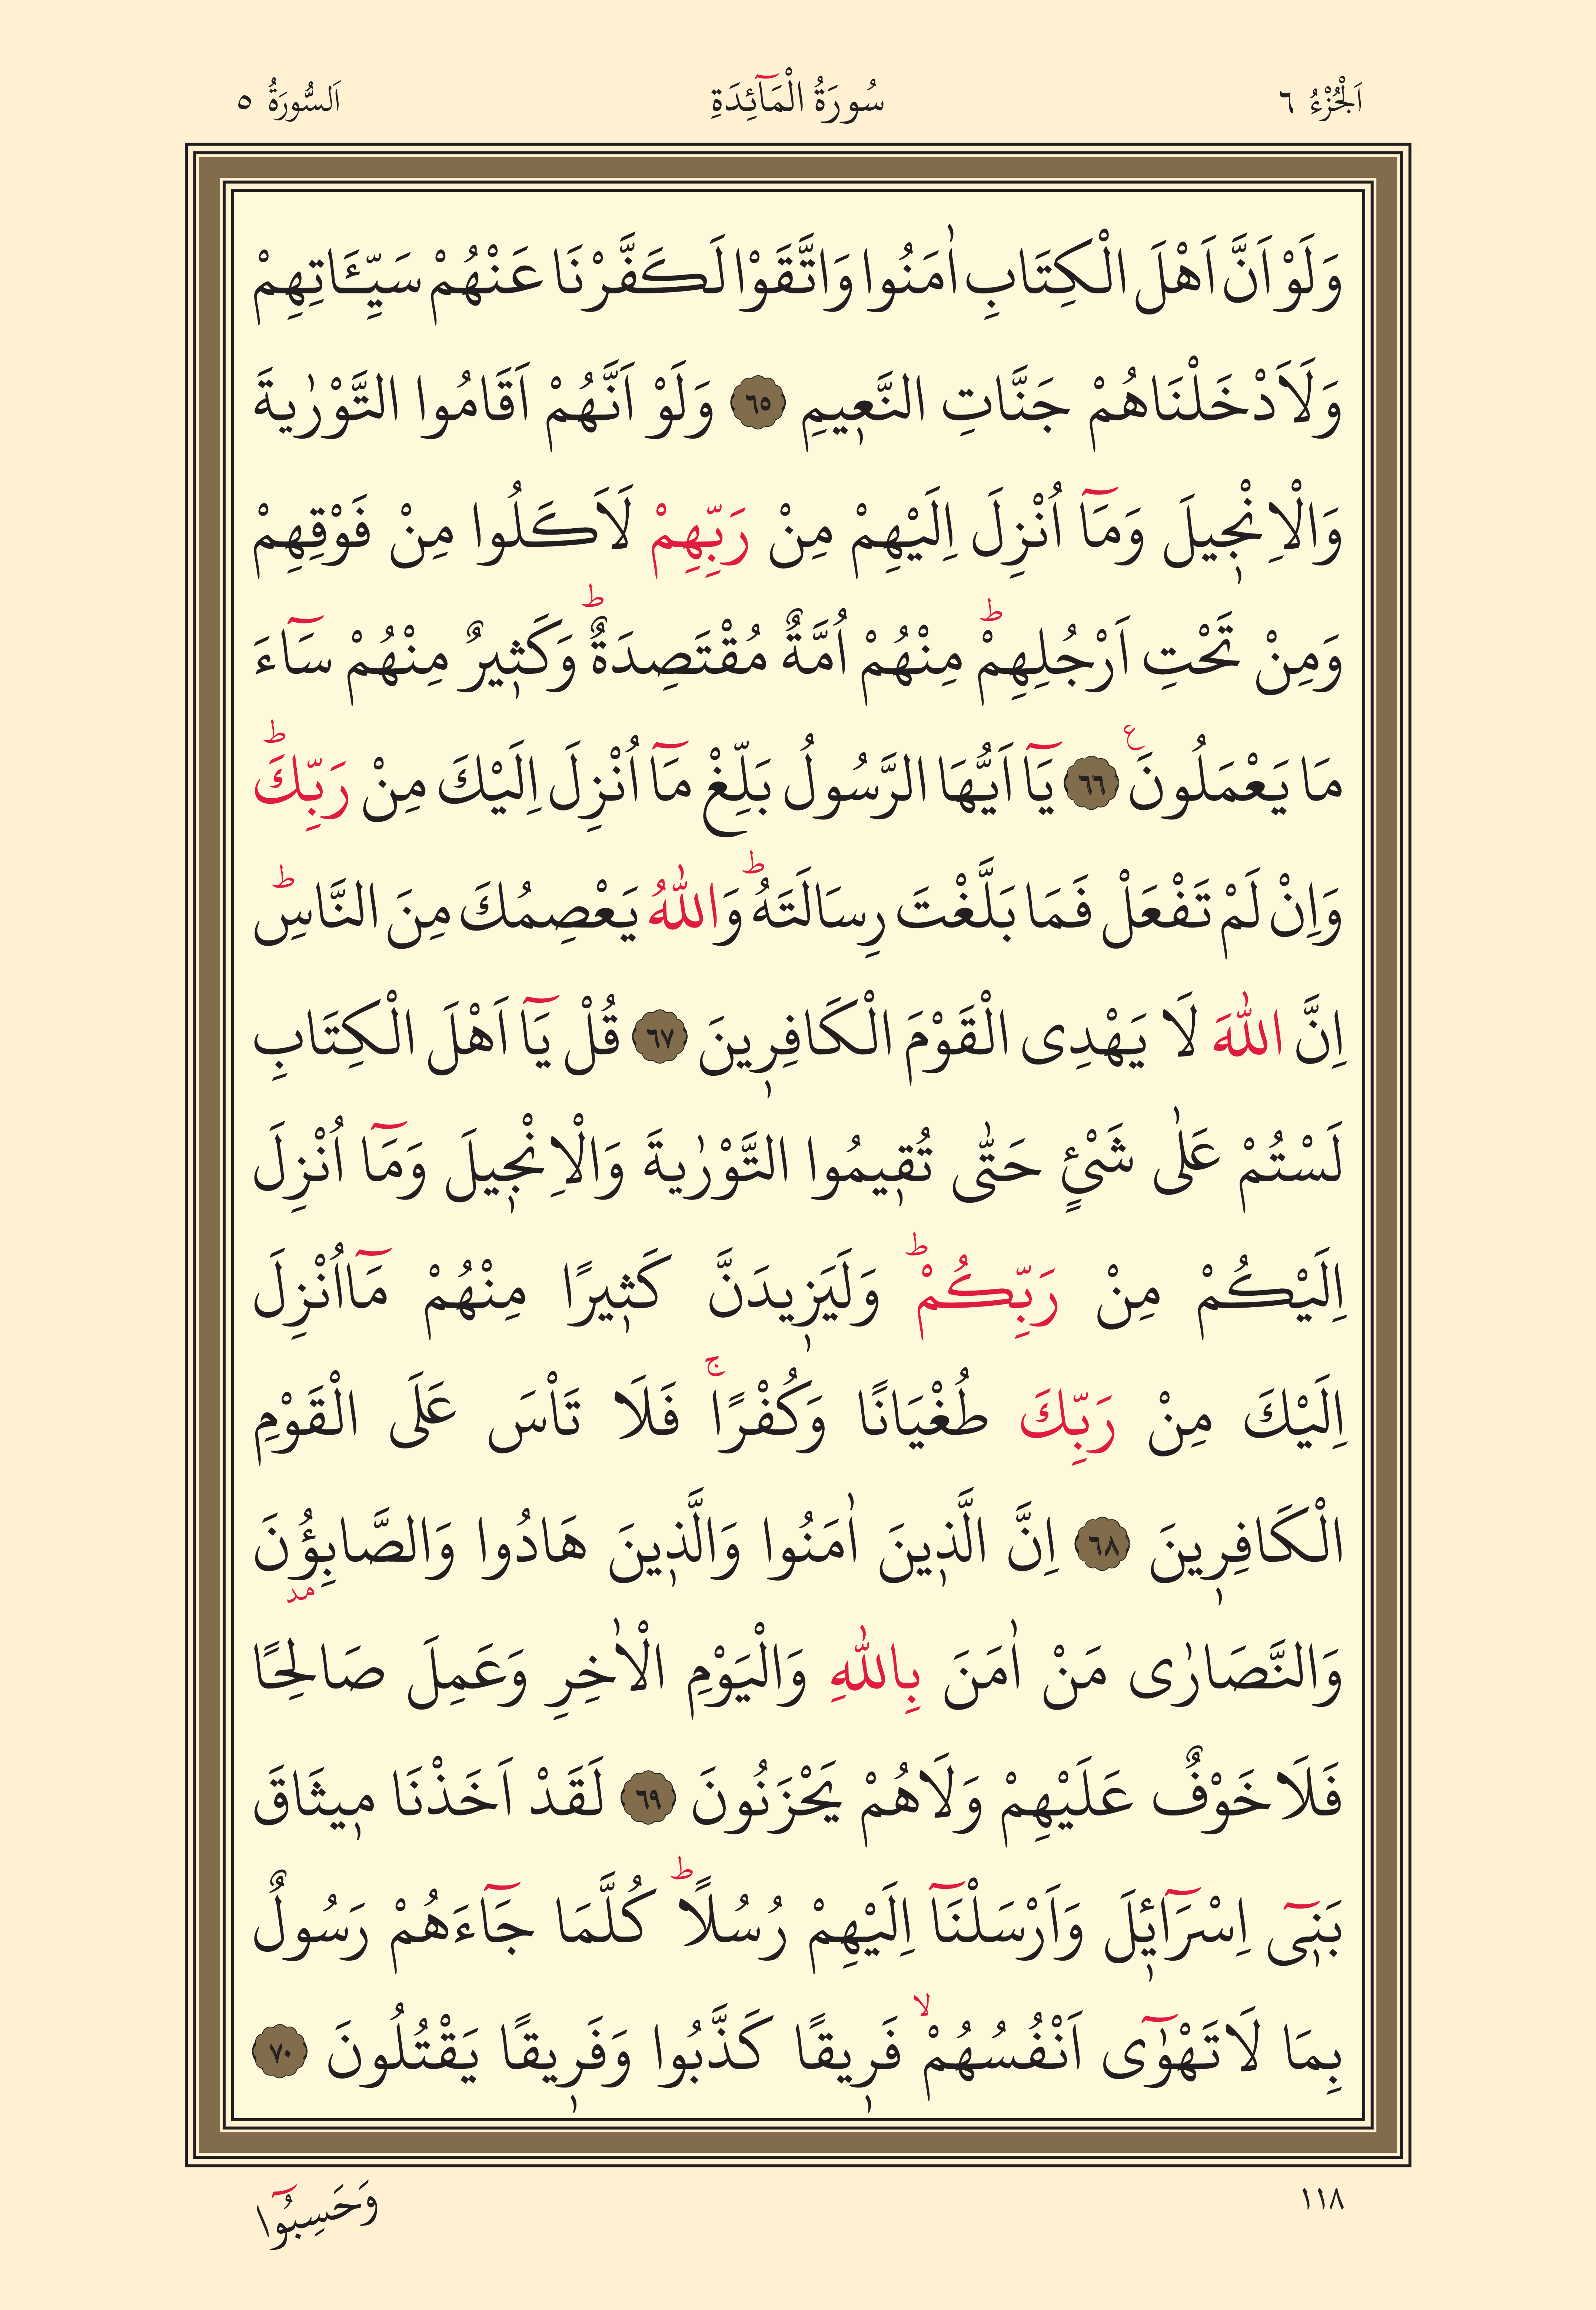 اَلْجُزْءُ ٦
سُورَةُ الْمَٓائِدَةِ
اَلسُّورَةُ ٥
وَلَوْ اَنَّ اَهْلَ الْكِتَابِ اٰمَنُوا وَاتَّقَوْا لَكَفَّرْنَا عَنْهُمْ سَيِّـَٔاتِهِمْ
وَلَاَدْخَلْنَاهُمْ جَنَّاتِ النَّعٖيمِ ٦٥ وَلَوْ اَنَّهُمْ اَقَامُوا التَّوْرٰيةَ
وَالْاِنْجٖيلَ وَمَٓا اُنْزِلَ اِلَيْهِمْ مِنْ رَبِّهِمْ لَاَكَلُوا مِنْ فَوْقِهِمْ
وَمِنْ تَحْتِ اَرْجُلِهِمْؕ مِنْهُمْ اُمَّةٌ مُقْتَصِدَةٌؕ وَكَثٖيرٌ مِنْهُمْ سَٓاءَ
مَا يَعْمَلُونَ ع ٦٦ يَٓا اَيُّهَا الرَّسُولُ بَلِّغْ مَٓا اُنْزِلَ اِلَيْكَ مِنْ رَبِّكَؕ
وَاِنْ لَمْ تَفْعَلْ فَمَا بَلَّغْتَ رِسَالَتَهُؕ وَاللّٰهُ يَعْصِمُكَ مِنَ النَّاسِؕ
اِنَّ اللّٰهَ لَا يَهْدِى الْقَوْمَ الْكَافِرٖينَ ٦٧ قُلْ يَٓا اَهْلَ الْكِتَابِ
لَسْتُمْ عَلٰى شَىْءٍ حَتّٰى تُقٖيمُوا التَّوْرٰيةَ وَالْاِنْجٖيلَ وَمَٓا اُنْزِلَ
اِلَيْكُمْ مِنْ رَبِّكُمْؕ وَلَيَزٖيدَنَّ كَثٖيرًا مِنْهُمْ مَٓا اُنْزِلَ
اِلَيْكَ مِنْ رَبِّكَ طُغْيَانًا وَكُفْرًاۚ فَلَا تَاْسَ عَلَى الْقَوْمِ
الْكَافِرٖينَ ٦٨ اِنَّ الَّذٖينَ اٰمَنُوا وَالَّذٖينَ هَادُوا وَالصَّابِؤُنَ مد
وَالنَّصَارٰى مَنْ اٰمَنَ بِاللّٰهِ وَالْيَوْمِ الْاٰخِرِ وَعَمِلَ صَالِحًا
فَلَا خَوْفٌ عَلَيْهِمْ وَلَاهُمْ يَحْزَنُونَ ٦٩ لَقَدْ اَخَذْنَا مٖيثَاقَ
بَنٖٓى اِسْرَٓائٖلَ وَاَرْسَلْنَٓا اِلَيْهِمْ رُسُلًاؕ كُلَّمَا جَٓاءَهُمْ رَسُولٌ
بِمَا لَا تَهْوٰٓى اَنْفُسُهُمْۙ فَرٖيقًا كَذَّبُوا وَفَرٖيقًا يَقْتُلُونَ ٧٠
١١٨
وَحَسِبُٓوا